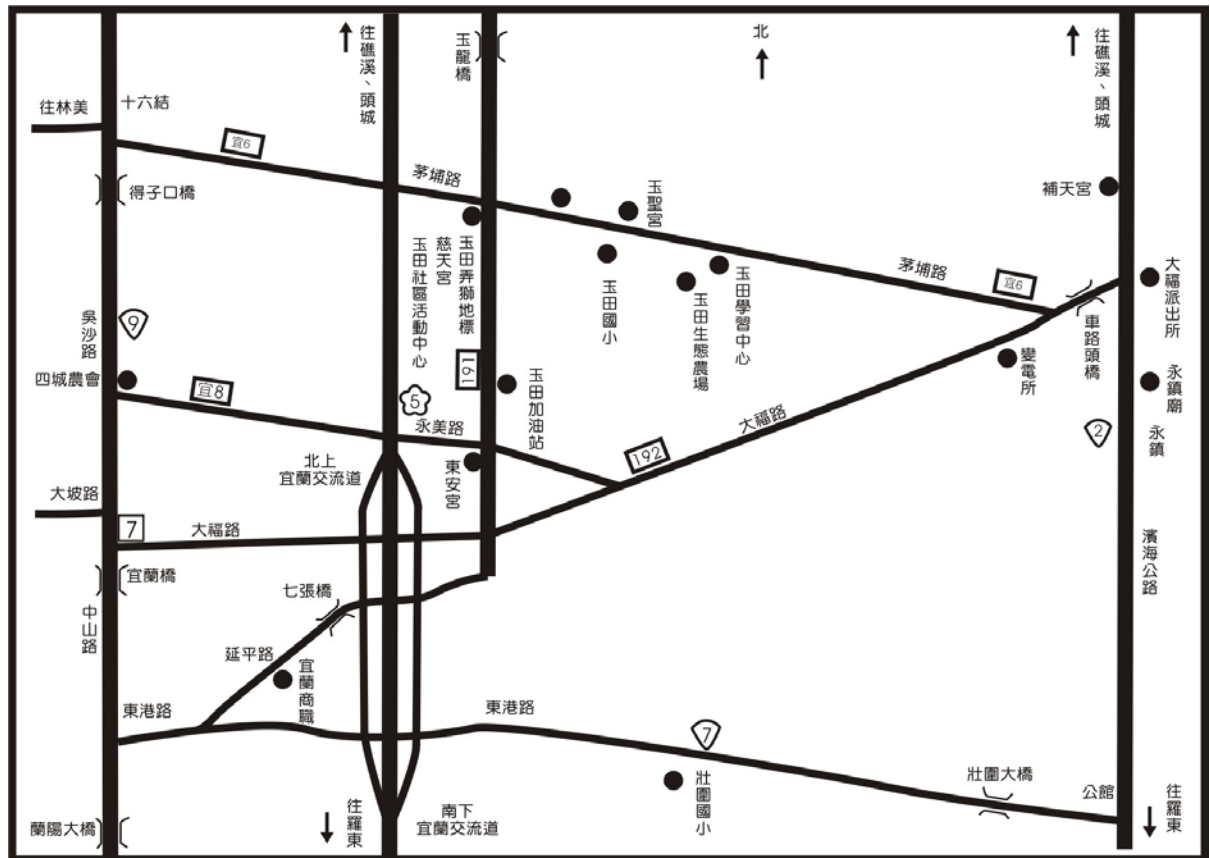 往礁溪、頭城
玉龍橋
北
往礁溪、頭城
往林美
十六結
宜6
茅埔路
得子口橋
玉聖宮
補天宮
玉田社區活動中心
慈天宮
玉田弄獅地標
玉田國小
玉田生態農場
玉田學習中心
茅埔路
宜6
大福派出所
車路頭橋
吳沙路
9
161
變電所
四城農會
宜8
5
玉田加油站
永鎮廟
永美路
大福路
2
永鎮
北上
宜蘭交流道
東安宮
192
大坡路
7
大福路
濱海公路
宜蘭橋
七張橋
中山路
延平路
宜蘭商職
東港路
東港路
7
壯圍國小
壯圍大橋
公館
往羅東
蘭陽大橋
往羅東
南下
宜蘭交流道